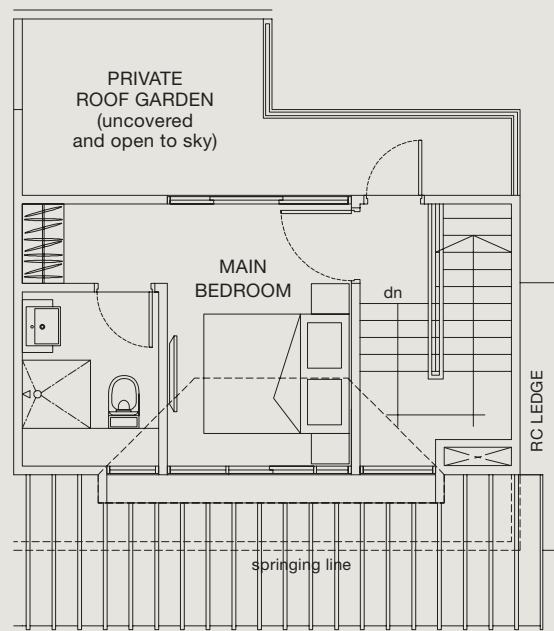 PRIVATE
ROOF GARDEN
(uncovered
and open to sky)
MAIN
BEDROOM
dn
RC LEDGE
springing line